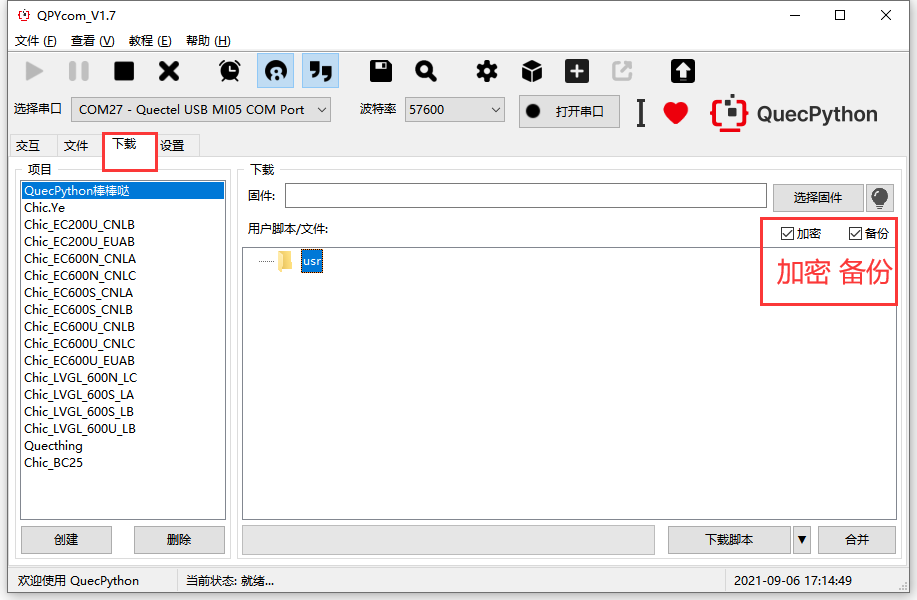 QPYcom_V1.7
文件 (F) 查看 (V) 教程 (E) 帮助 (H)
选择串口 COM27 - Quectel USB MI05 COM Port 波特率 57600 打开串口 QuecPython
交互 文件 下载 设置
项目
QuecPython棒棒哒
Chic.Ye
Chic_EC200U_CNLB
Chic_EC200U_EUAB
Chic_EC600N_CNLA
Chic_EC600N_CNLC
Chic_EC600S_CNLA
Chic_EC600S_CNLB
Chic_EC600U_CNLB
Chic_EC600U_CNLC
Chic_EC600U_EUAB
Chic_LVGL_600N_LC
Chic_LVGL_600S_LA
Chic_LVGL_600S_LB
Chic_LVGL_600U_LB
Quecthing
Chic_BC25
创建 删除
下载
固件: 选择固件
用户脚本/文件: 加密 备份
usr
加密 备份
下载脚本 合并
欢迎使用 QuecPython 当前状态: 就绪... 2021-09-06 17:14:49